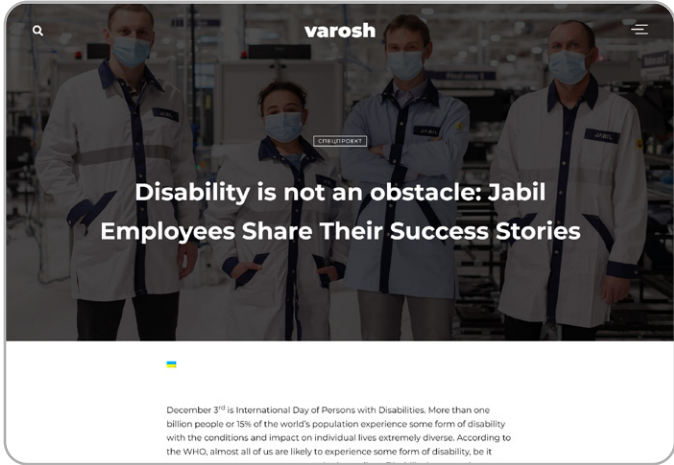 varosh
СПЕЦПРОЕКТ
JABIL
JABIL
Disability is not an obstacle: Jabil
Employees Share Their Success Stories
December 3rd is International Day of Persons with Disabilities. More than one
billion people or 15% of the world's population experience some form of disability
with the conditions and impact on individual lives extremely diverse. According to
the WHO, almost all of us are likely to experience some form of disability, be it